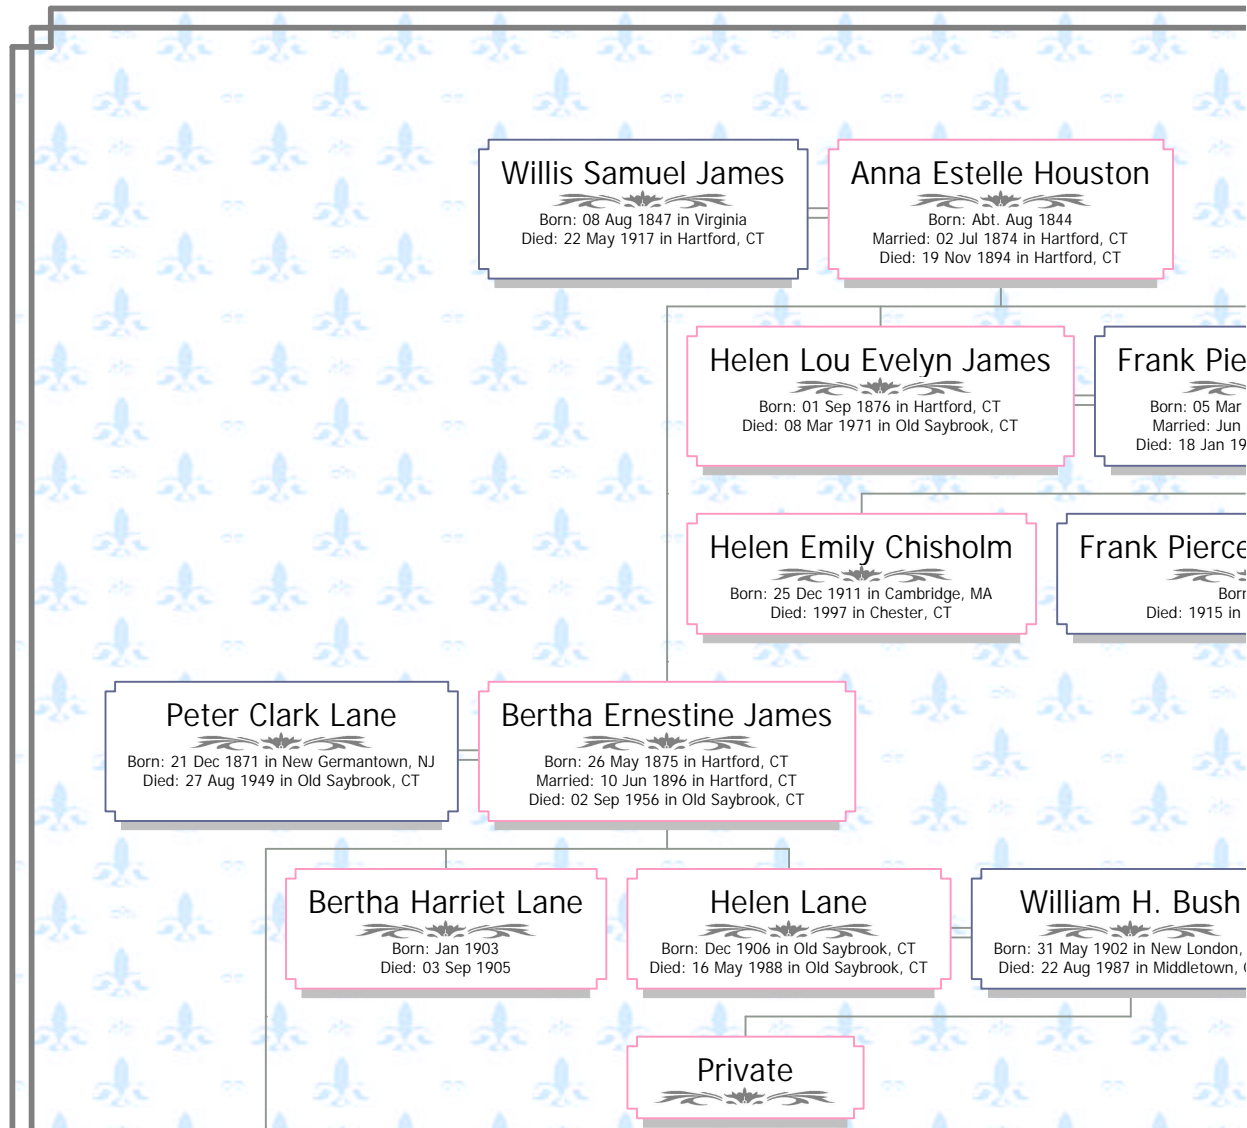 Willis Samuel James
Born: 08 Aug 1847 in Virginia
Died: 22 May 1917 in Hartford, CT
Anna Estelle Houston
Born: Abt. Aug 1844
Married: 02 Jul 1874 in Hartford, CT
Died: 19 Nov 1894 in Hartford, CT
Helen Lou Evelyn James
Born: 01 Sep 1876 in Hartford, CT
Died: 08 Mar 1971 in Old Saybrook, CT
Frank Pie
Born: 05 Mar
Married: Jun
Died: 18 Jan 19
Helen Emily Chisholm
Born: 25 Dec 1911 in Cambridge, MA
Died: 1997 in Chester, CT
Frank Pierce
Born
Died: 1915 in
Peter Clark Lane
Born: 21 Dec 1871 in New Germantown, NJ
Died: 27 Aug 1949 in Old Saybrook, CT
Bertha Ernestine James
Born: 26 May 1875 in Hartford, CT
Married: 10 Jun 1896 in Hartford, CT
Died: 02 Sep 1956 in Old Saybrook, CT
Bertha Harriet Lane
Born: Jan 1903
Died: 03 Sep 1905
Helen Lane
Born: Dec 1906 in Old Saybrook, CT
Died: 16 May 1988 in Old Saybrook, CT
William H. Bush
Born: 31 May 1902 in New London,
Died: 22 Aug 1987 in Middletown,
Private